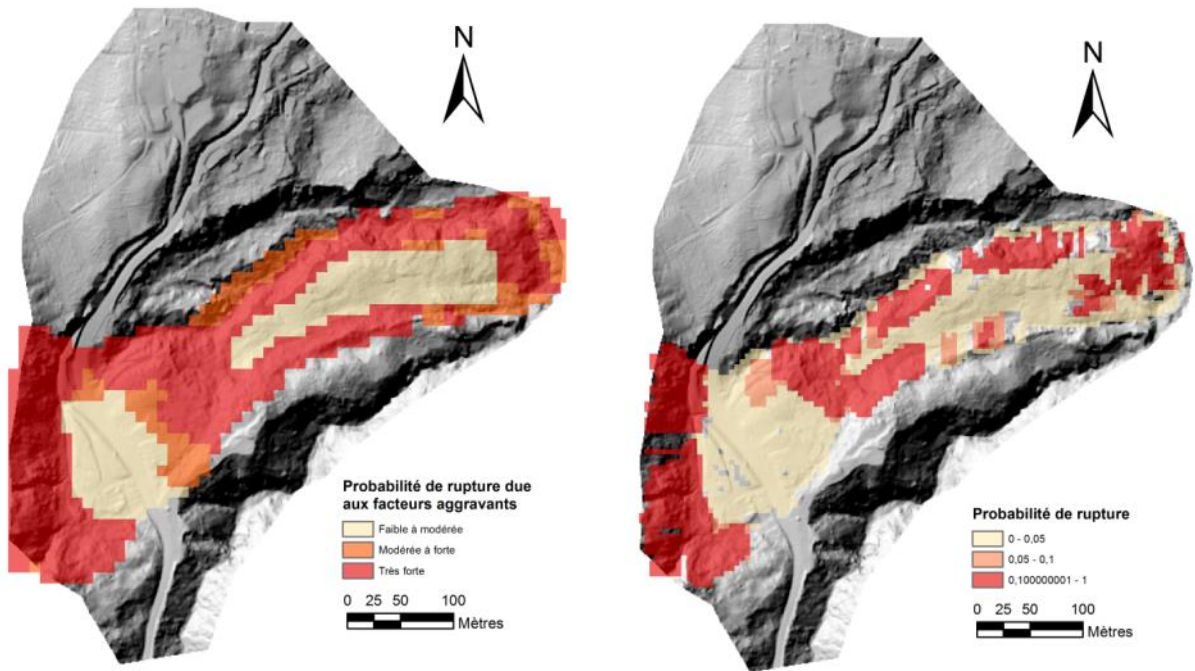 N
Probabilité de rupture due
aux facteurs aggravants
Faible à modérée
Modérée à forte
Très forte
0 25 50 100
Mètres
N
Probabilité de rupture
0 - 0,05
0,05 - 0,1
0,100000001 - 1
0 25 50 100
Mètres